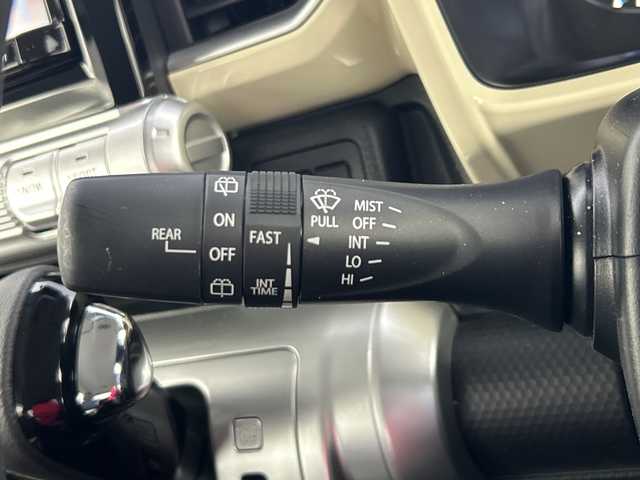 REAR
ON
OFF
FAST
INT
TIME
PULL
MIST
OFF
INT
LO
HI